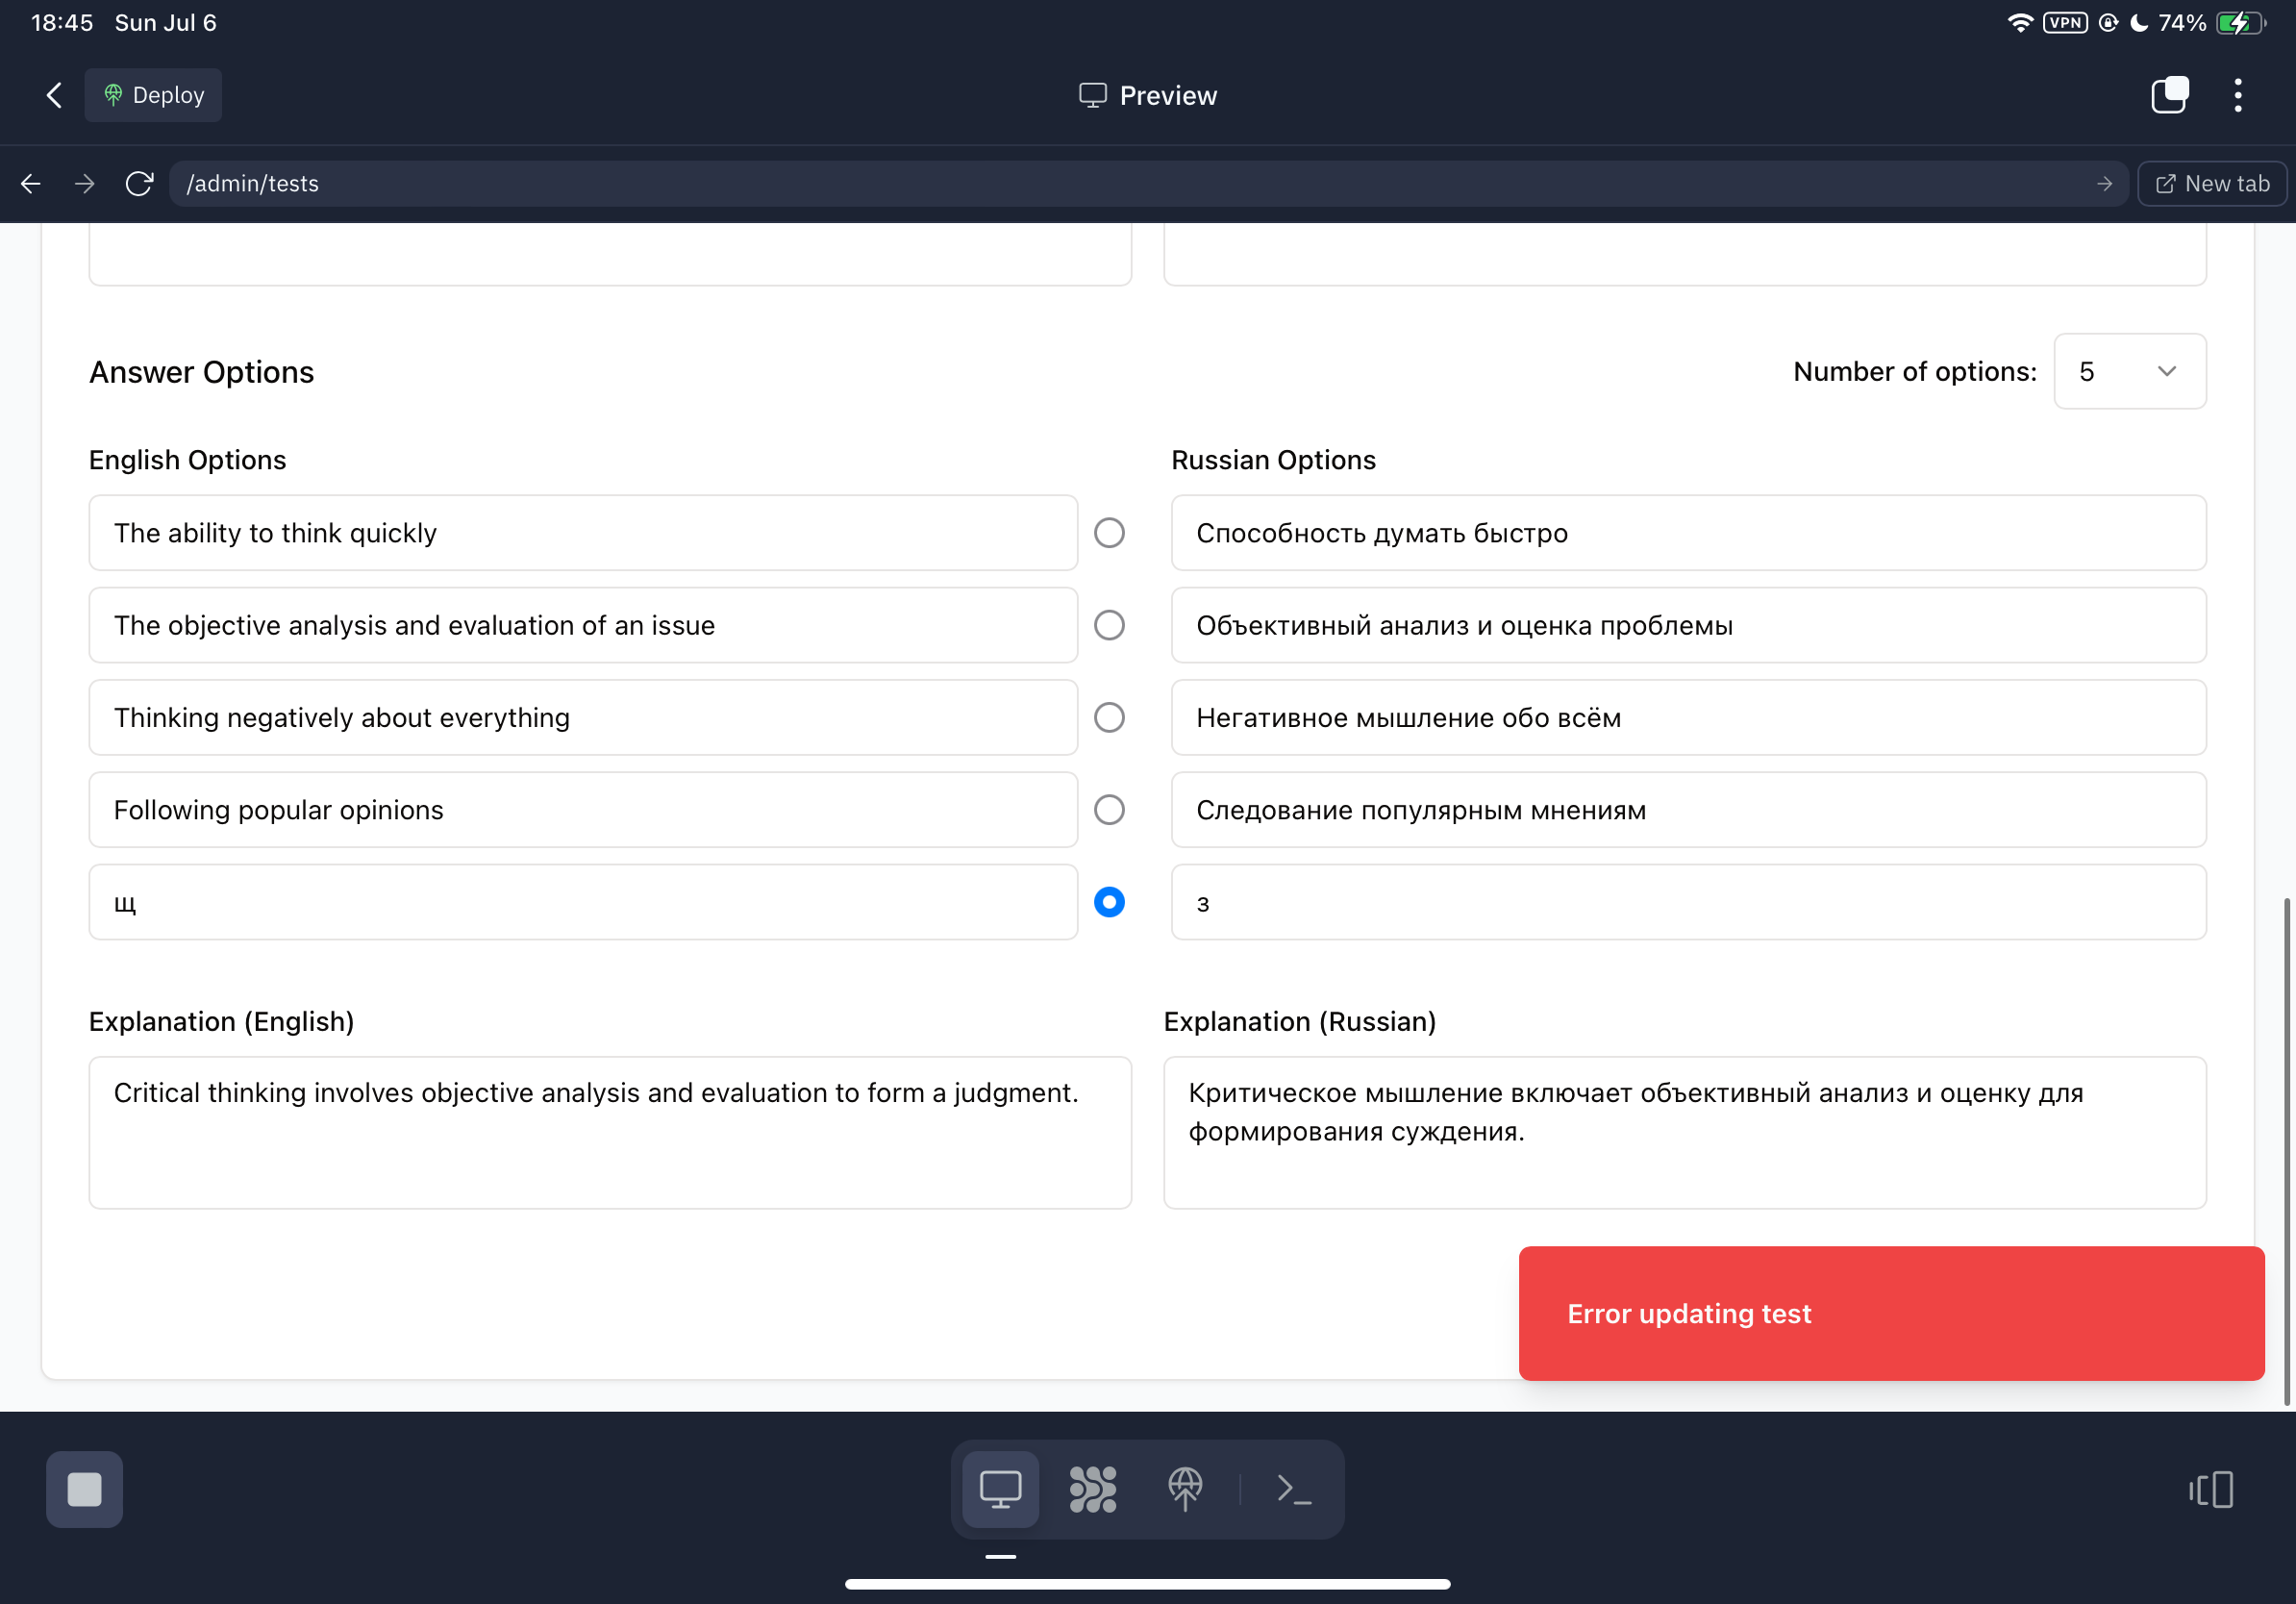 18:45 Sun Jul 6
VPN 74%
Deploy
Preview
/admin/tests
New tab
Answer Options
Number of options: 5
English Options
Russian Options
The ability to think quickly
Способность думать быстро
The objective analysis and evaluation of an issue
Объективный анализ и оценка проблемы
Thinking negatively about everything
Негативное мышление обо всём
Following popular opinions
Следование популярным мнениям
щ
з
Explanation (English)
Explanation (Russian)
Critical thinking involves objective analysis and evaluation to form a judgment.
Критическое мышление включает объективный анализ и оценку для
формирования суждения.
Error updating test